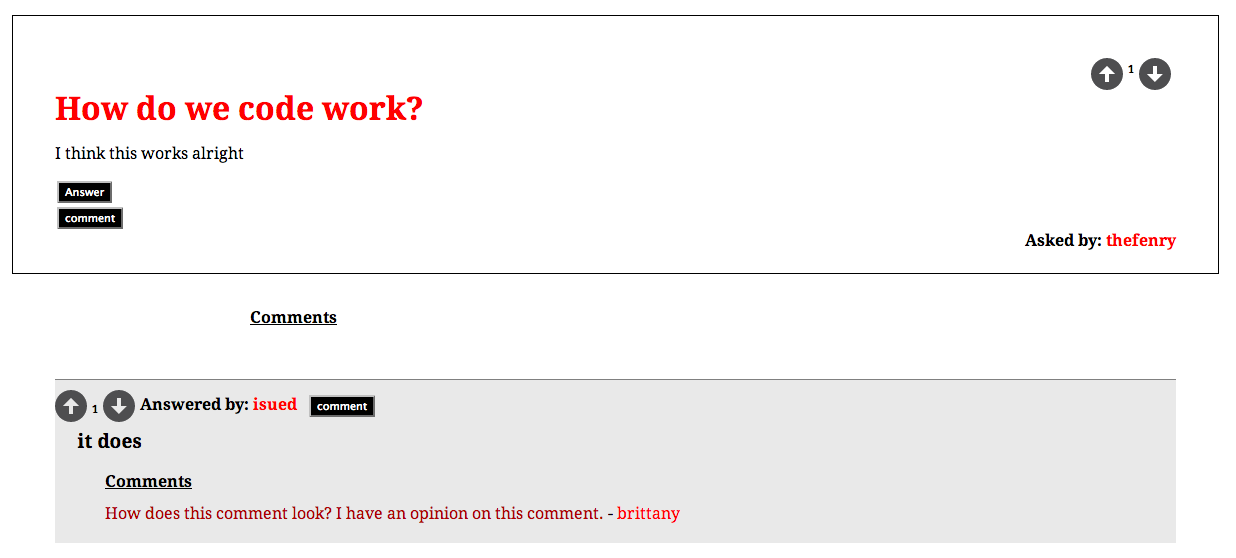 1
How do we code work?
I think this works alright
Answer
comment
Asked by: thefenry
Comments
1 Answered by: isued comment
it does
Comments
How does this comment look? I have an opinion on this comment. - brittany